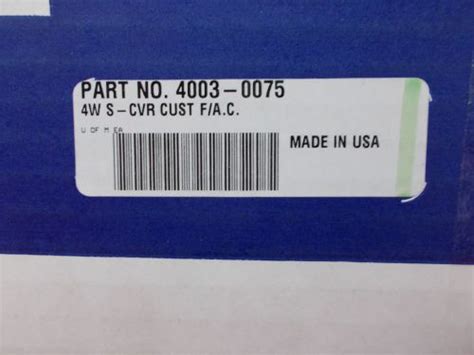 PART NO. 4003-0075
4W S-CVR CUST F/A.C.
U OF M EA
MADE IN USA